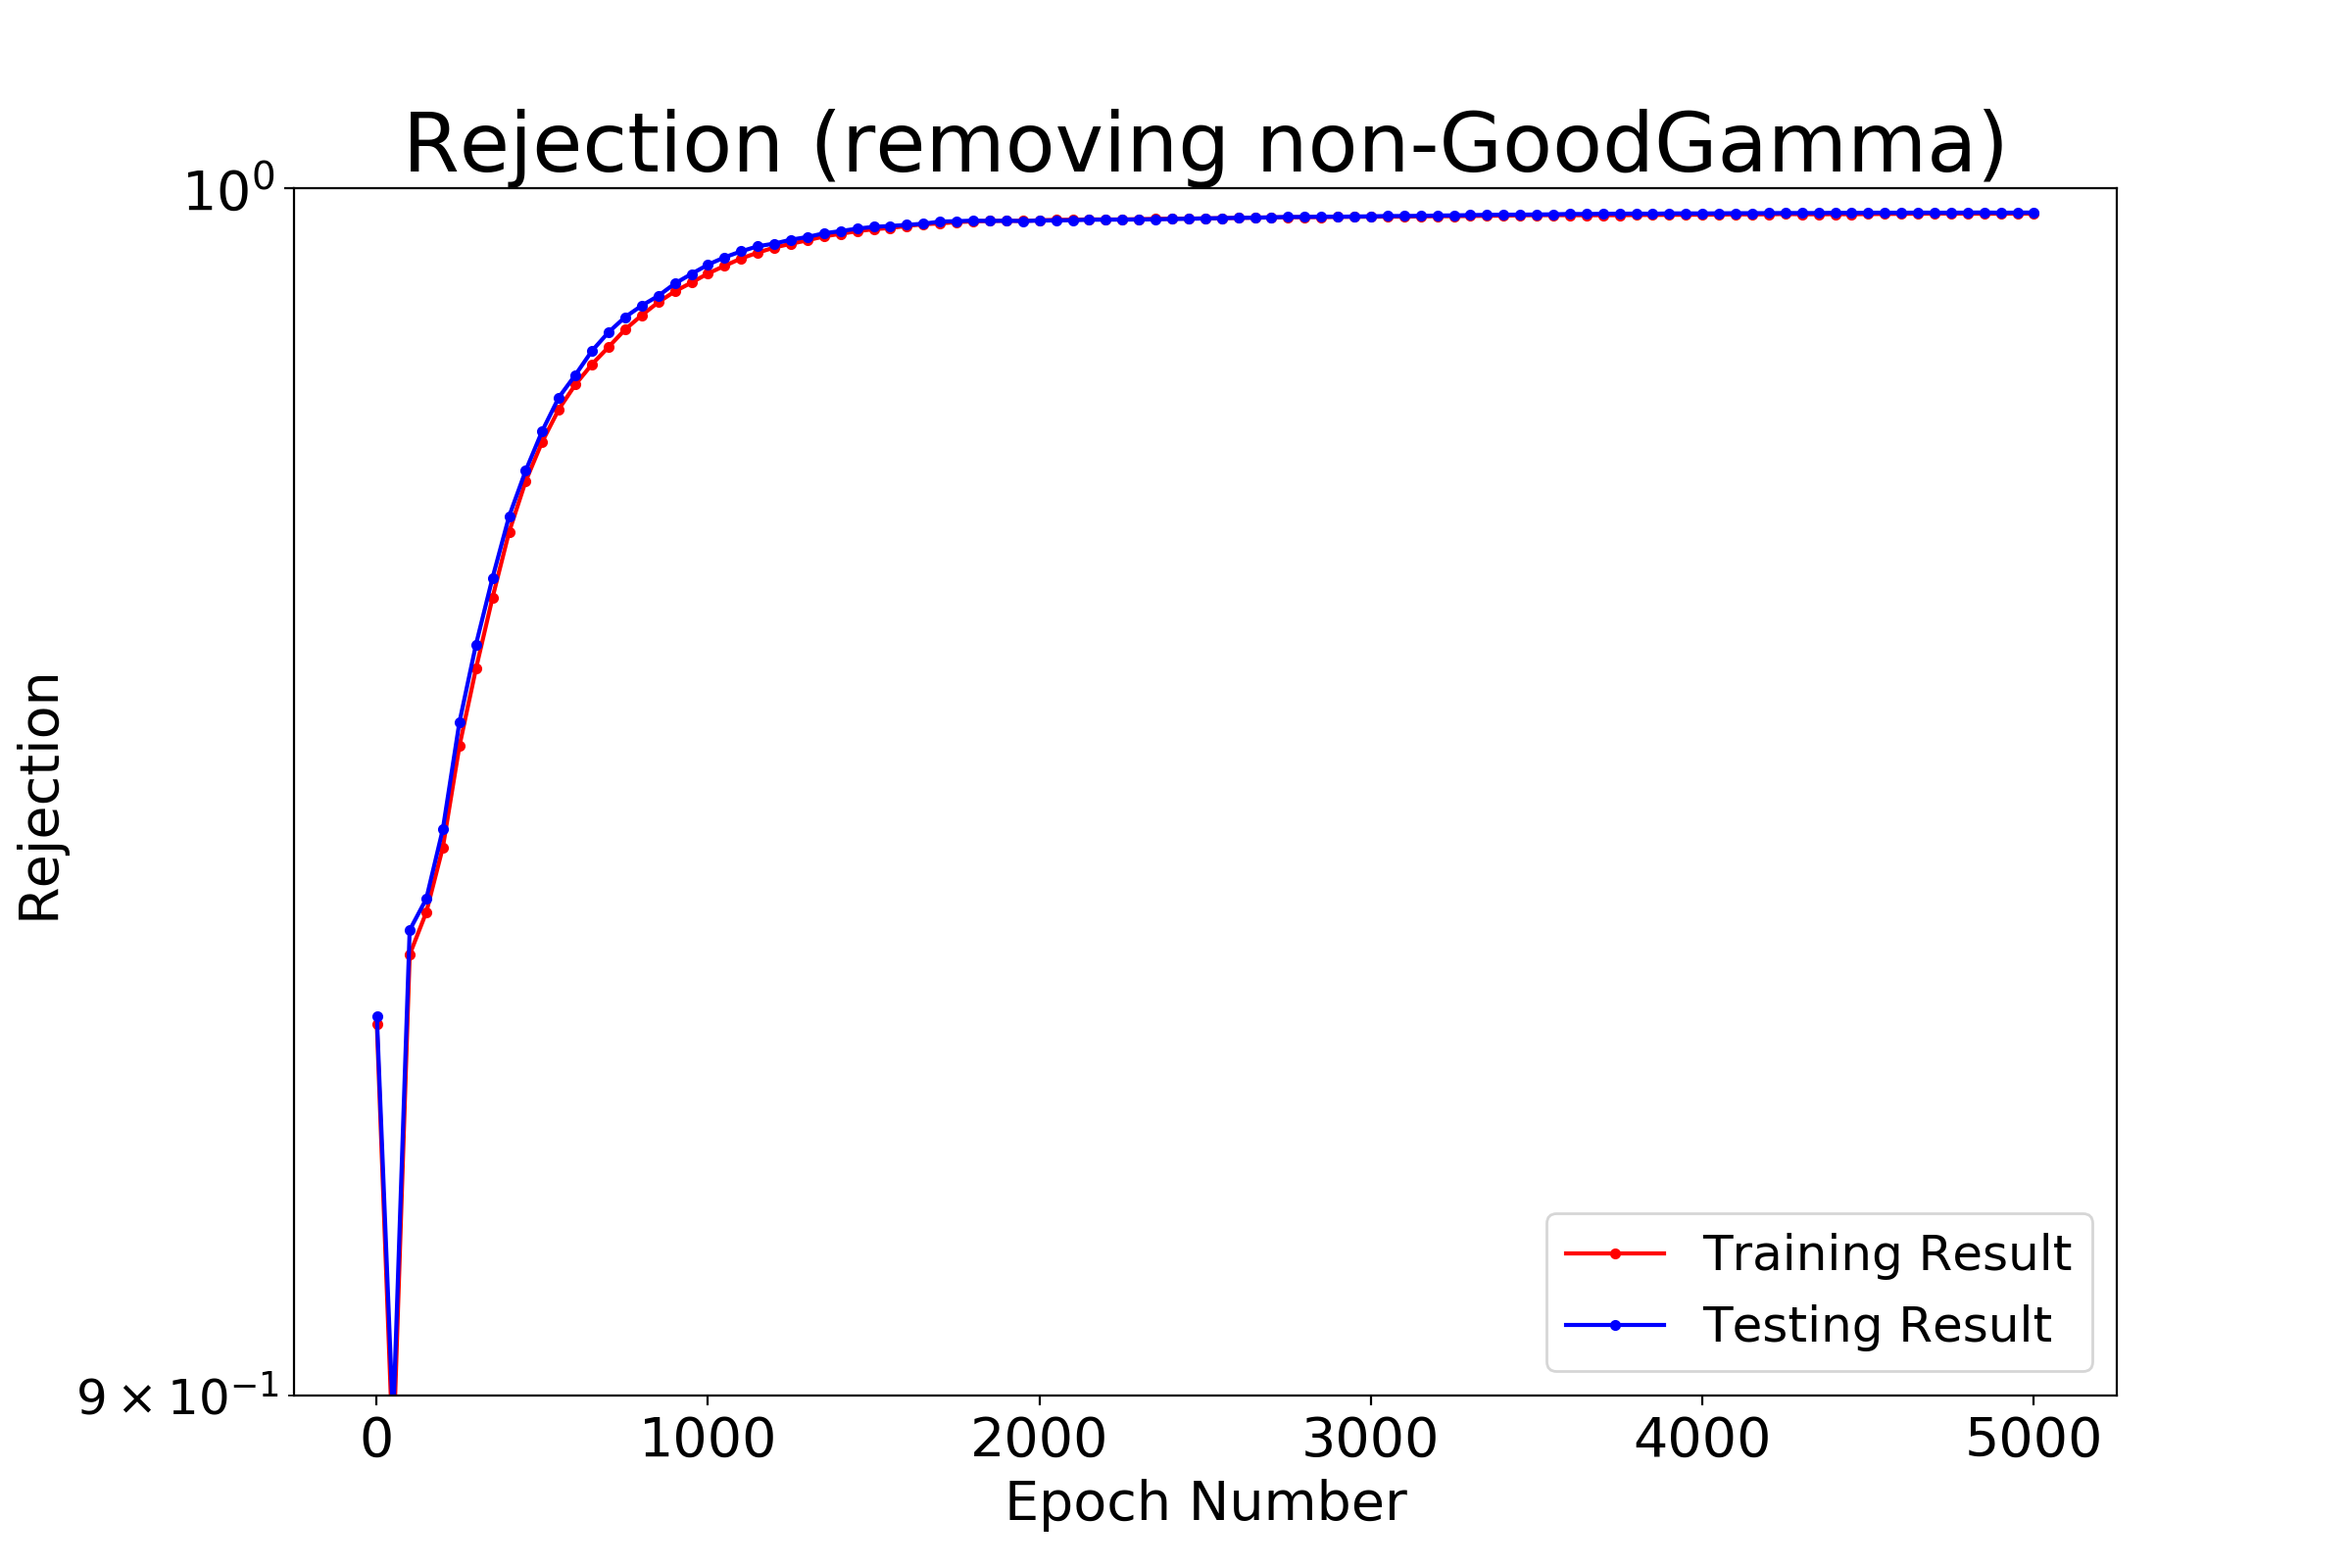 Rejection (removing non-GoodGamma)
10⁰
Rejection
9 × 10⁻¹
0 1000 2000 3000 4000 5000
Epoch Number
Training Result
Testing Result